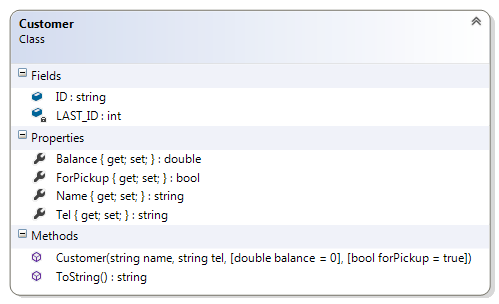 Customer
Class
Fields
ID : string
LAST_ID : int
Properties
Balance { get; set; } : double
ForPickup { get; set; } : bool
Name { get; set; } : string
Tel { get; set; } : string
Methods
Customer(string name, string tel, [double balance = 0], [bool forPickup = true])
ToString() : string